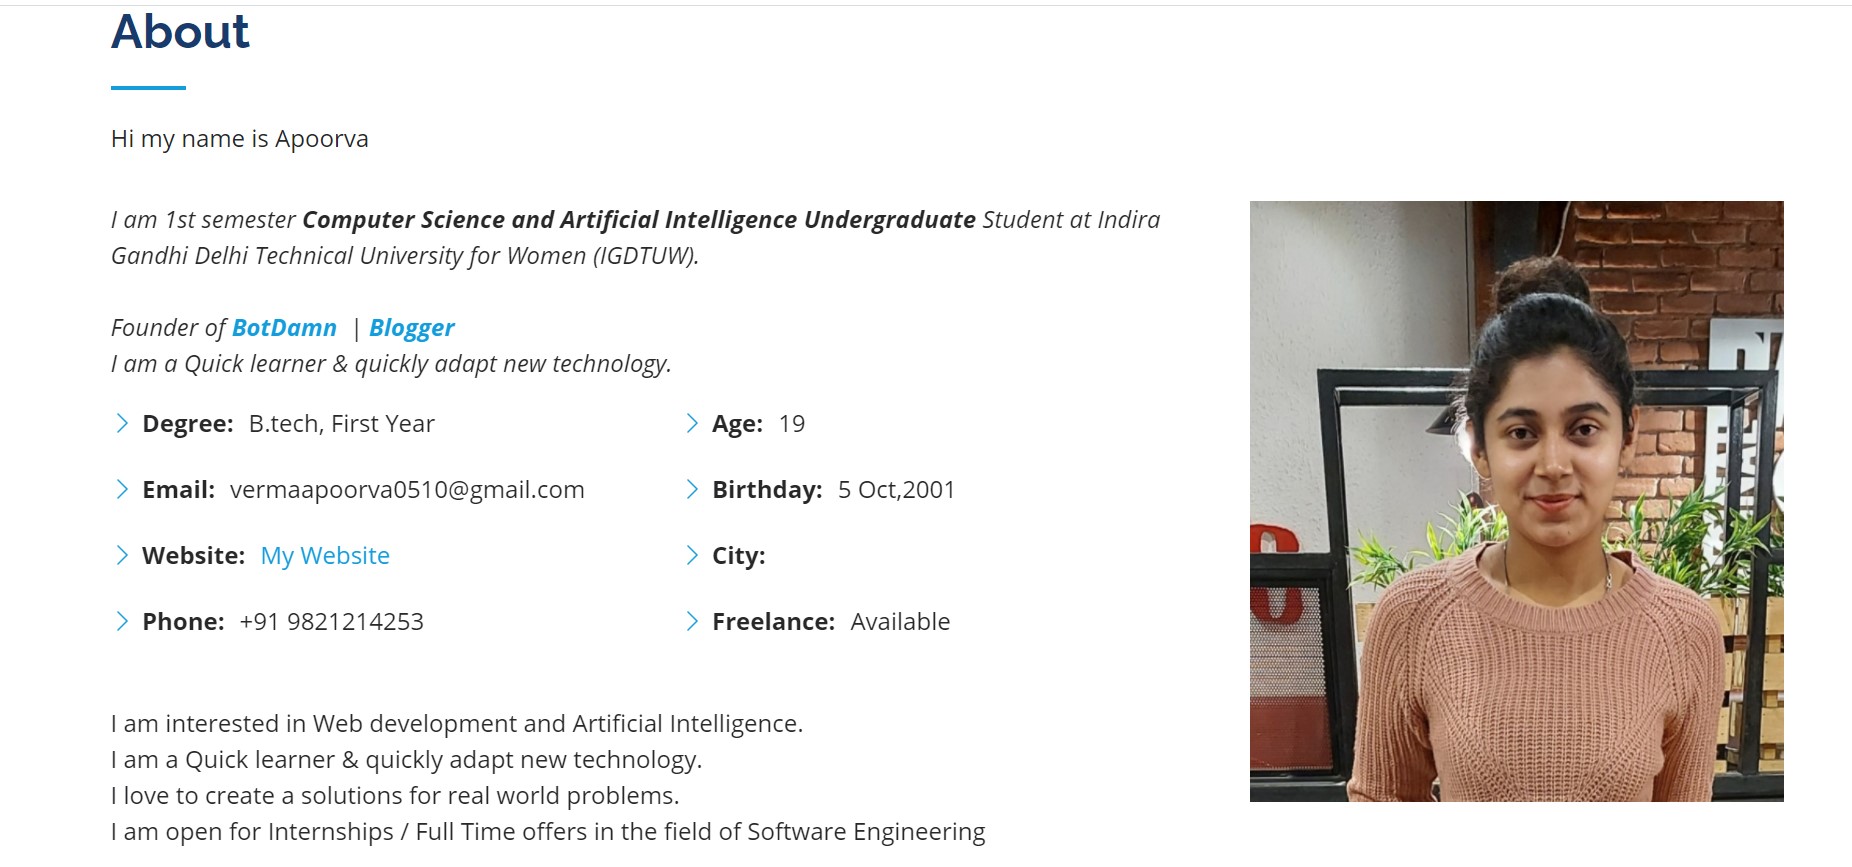 About
Hi my name is Apoorva
I am 1st semester Computer Science and Artificial Intelligence Undergraduate Student at Indira
Gandhi Delhi Technical University for Women (IGDTUW).
Founder of BotDamn | Blogger
I am a Quick learner & quickly adapt new technology.
Degree: B.tech, First Year
Age: 19
Email: vermaapoorva0510@gmail.com
Birthday: 5 Oct,2001
Website: My Website
City:
Phone: +91 9821214253
Freelance: Available
I am interested in Web development and Artificial Intelligence.
I am a Quick learner & quickly adapt new technology.
I love to create a solutions for real world problems.
I am open for Internships / Full Time offers in the field of Software Engineering